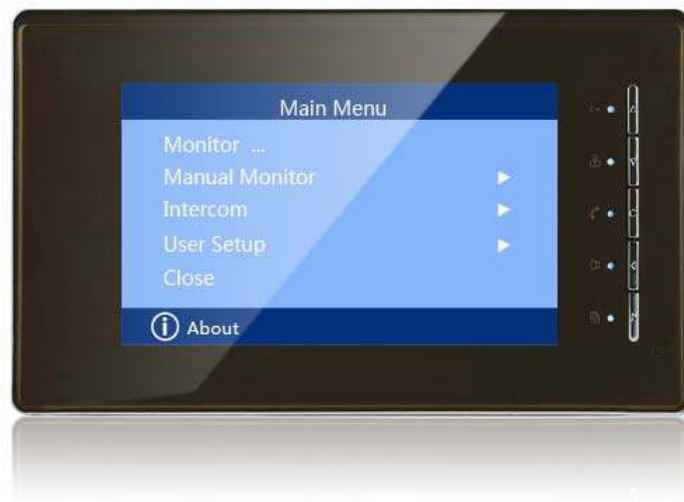 Main Menu
Monitor ...
Manual Monitor
Intercom
User Setup
Close
About